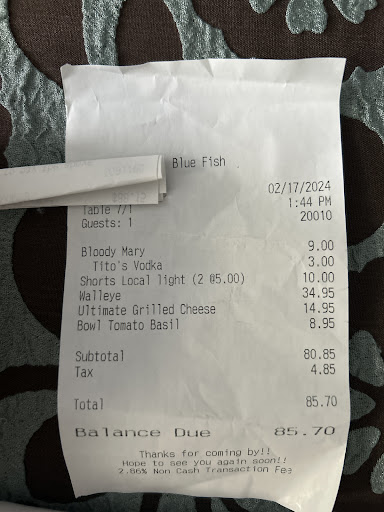 Blue Fish
02/17/2024
1:44 PM
Table 7/1
20010
Guests: 1
Bloody Mary 9.00
Tito's Vodka 3.00
Shorts Local light (2 @5.00) 10.00
Walleye 34.95
Ultimate Grilled Cheese 14.95
Bowl Tomato Basil 8.95
Subtotal 80.85
Tax 4.85
Total 85.70
Balance Due 85.70
Thanks for coming by!!
Hope to see you again soon!!
2.86% Non Cash Transaction Fee